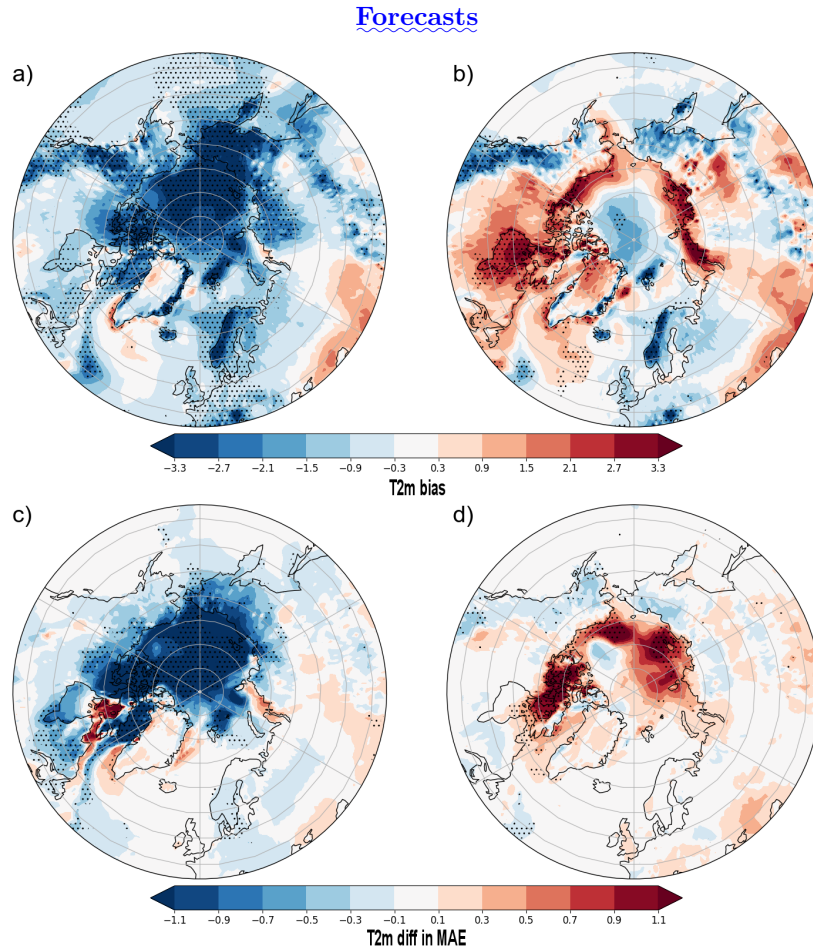 Forecasts
a) b)
−3.3 −2.7 −2.1 −1.5 −0.9 −0.3 0.3 0.9 1.5 2.1 2.7 3.3
T2m bias
c) d)
−1.1 −0.9 −0.7 −0.5 −0.3 −0.1 0.1 0.3 0.5 0.7 0.9 1.1
T2m diff in MAE